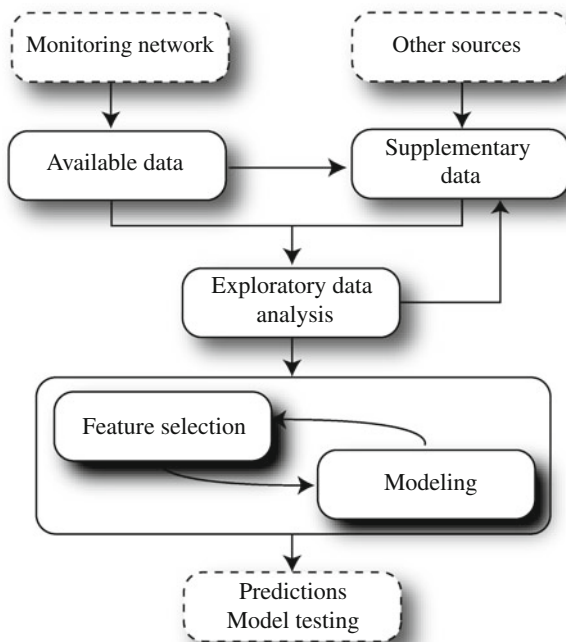 Monitoring network
Other sources
Available data
Supplementary
data
Exploratory data
analysis
Feature selection
Modeling
Predictions
Model testing